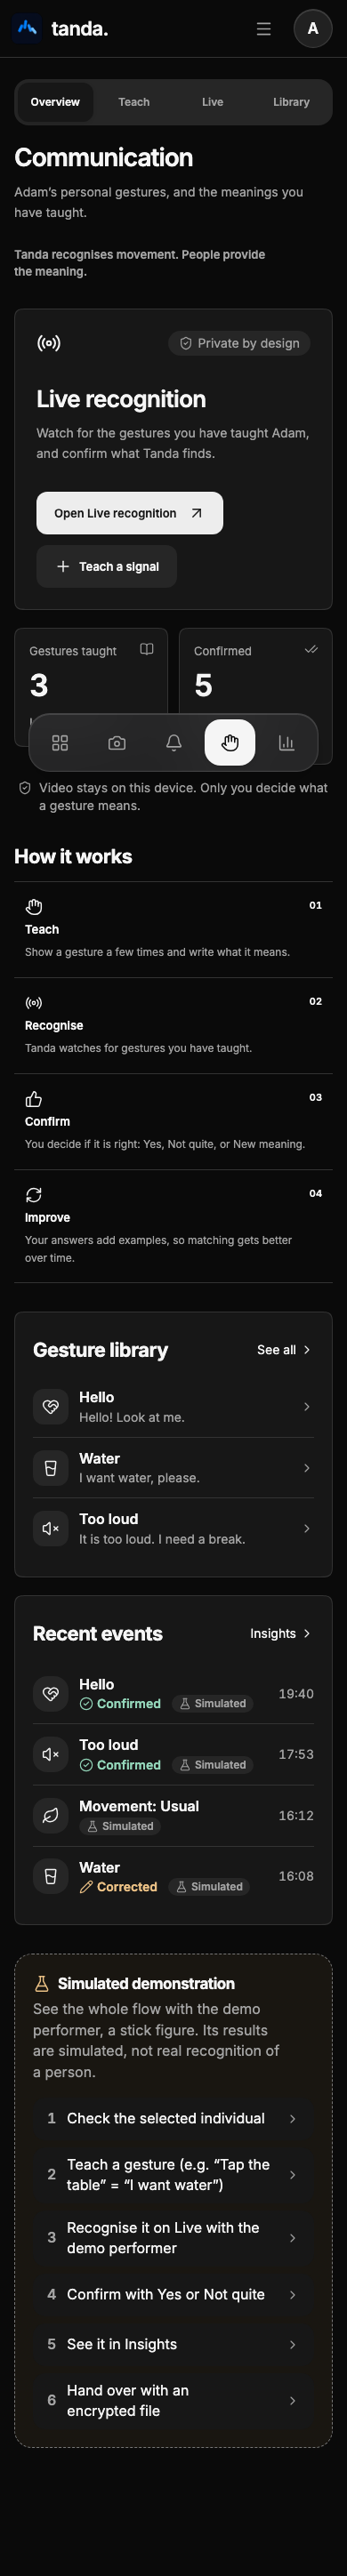 tanda.
A
Overview
Teach
Live
Library
Communication
Adam's personal gestures, and the meanings you
have taught.
Tanda recognises movement. People provide
the meaning.
Private by design
Live recognition
Watch for the gestures you have taught Adam,
and confirm what Tanda finds.
Open Live recognition
Teach a signal
Gestures taught
3
Confirmed
5
Video stays on this device. Only you decide what
a gesture means.
How it works
01
Teach
Show a gesture a few times and write what it means.
02
Recognise
Tanda watches for gestures you have taught.
03
Confirm
You decide if it is right: Yes, Not quite, or New meaning.
04
Improve
Your answers add examples, so matching gets better
over time.
Gesture library
See all
Hello
Hello! Look at me.
Water
I want water, please.
Too loud
It is too loud. I need a break.
Recent events
Insights
Hello
Confirmed
Simulated
19:40
Too loud
Confirmed
Simulated
17:53
Movement: Usual
Simulated
16:12
Water
Corrected
Simulated
16:08
Simulated demonstration
See the whole flow with the demo
performer, a stick figure. Its results
are simulated, not real recognition of
a person.
1 Check the selected individual
2 Teach a gesture (e.g. “Tap the
table” = “I want water”)
3 Recognise it on Live with the
demo performer
4 Confirm with Yes or Not quite
5 See it in Insights
6 Hand over with an
encrypted file